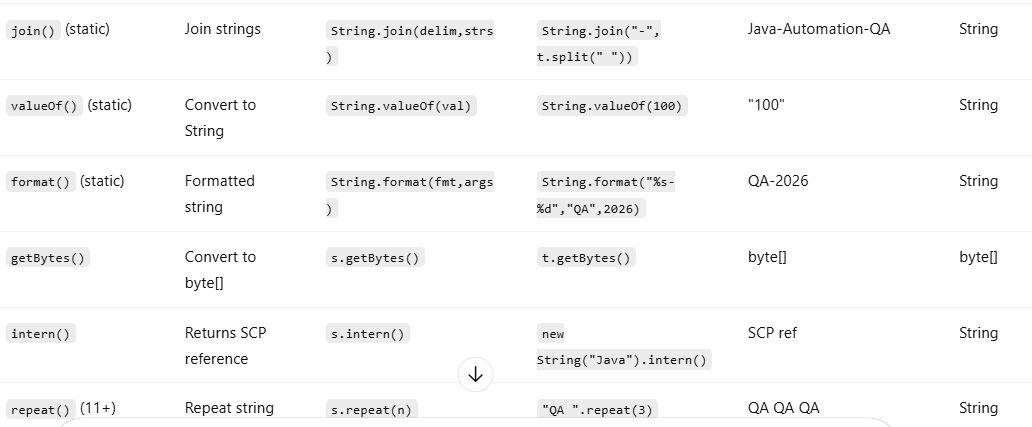 join() (static) Join strings String.join(delim,strs String.join("-", Java-Automation-QA String
) t.split(" "))
valueOf() (static) Convert to String.valueOf(val) String.valueOf(100) "100" String
String
format() (static) Formatted String.format(fmt,args String.format("%s- QA-2026 String
string ) %d","QA",2026)
getBytes() Convert to s.getBytes() t.getBytes() byte[] byte[]
byte[]
intern() Returns SCP s.intern() new SCP ref String
reference String("Java").intern()
repeat() (11+) Repeat string s.repeat(n) "QA ".repeat(3) QA QA QA String